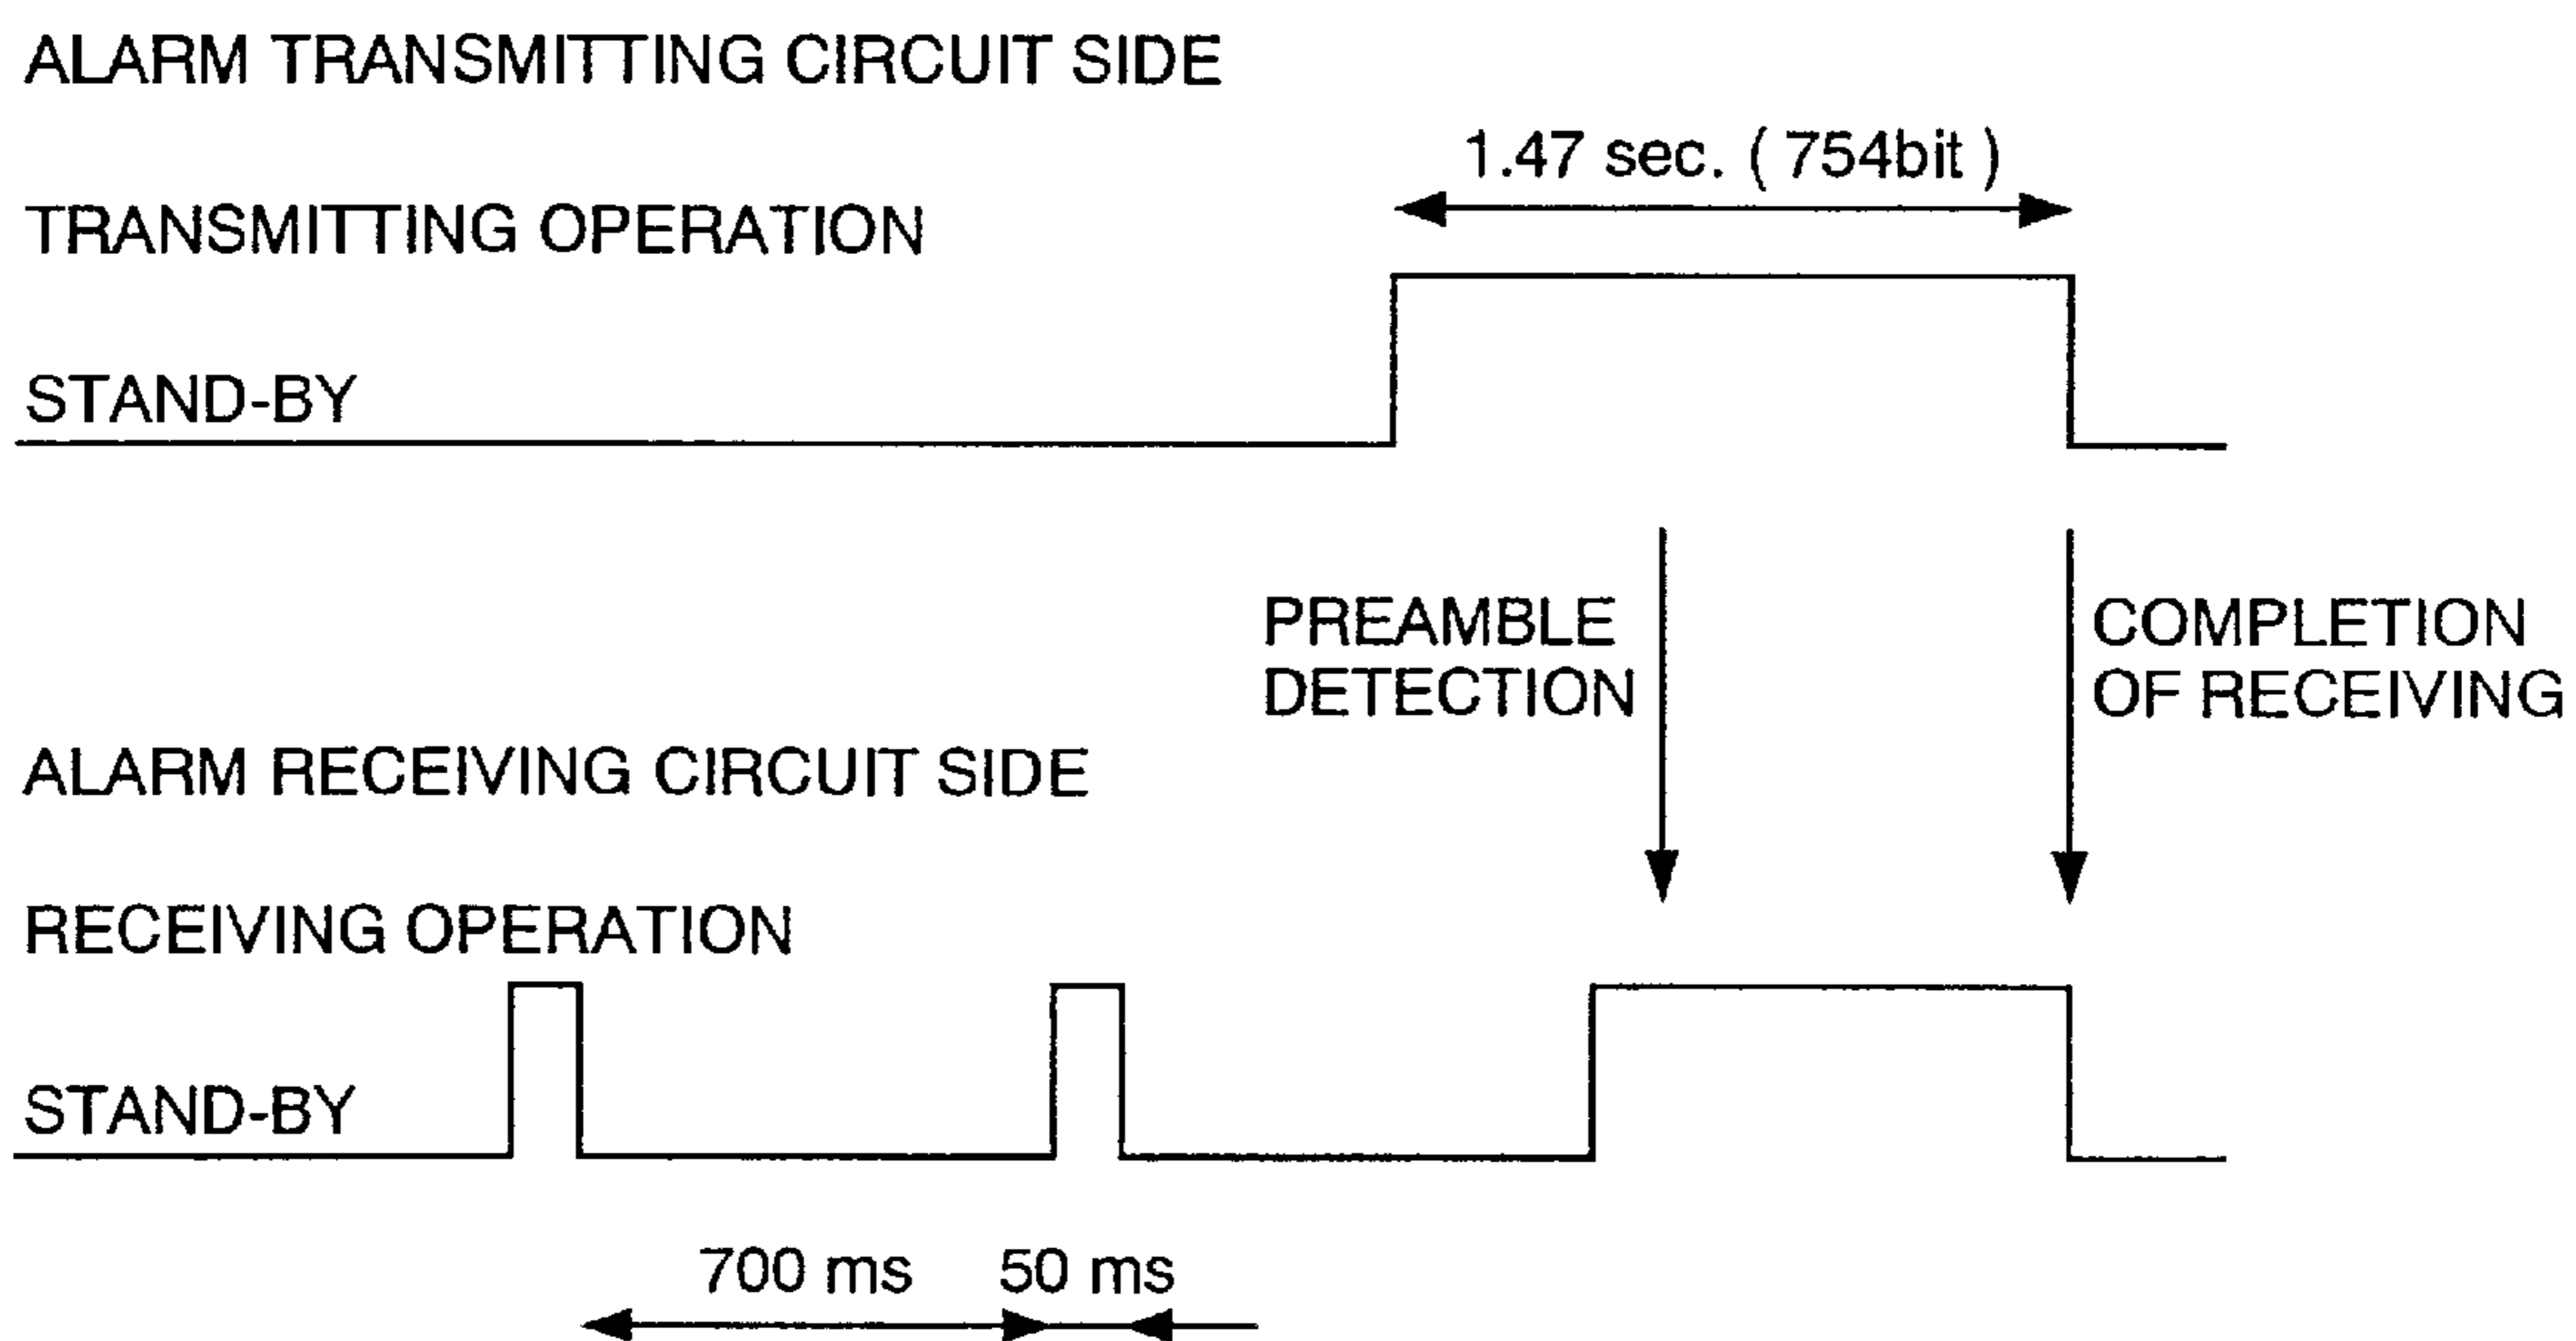 ALARM TRANSMITTING CIRCUIT SIDE
1.47 sec. ( 754bit )
TRANSMITTING OPERATION
STAND-BY
PREAMBLE
DETECTION
COMPLETION
OF RECEIVING
ALARM RECEIVING CIRCUIT SIDE
RECEIVING OPERATION
STAND-BY
700 ms
50 ms